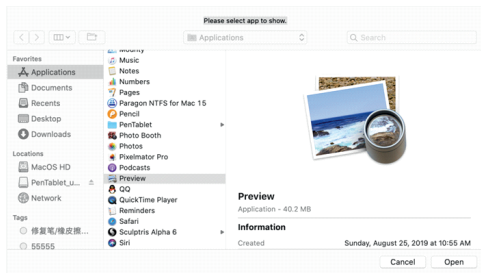 Please select app to show.
Applications
Search
Favorites
Applications
Documents
Recents
Desktop
Downloads
Locations
MacOS HD
PenTablet_u...
Network
Tags
修复笔/橡皮擦...
55555
Mounty
Music
Notes
Numbers
Pages
Paragon NTFS for Mac 15
Pencil
PenTablet
Photo Booth
Photos
Pixelmator Pro
Podcasts
Preview
QQ
QuickTime Player
Reminders
Safari
Sculptris Alpha 6
Siri
Preview
Application - 40.2 MB
Information
Created Sunday, August 25, 2019 at 10:55 AM
Cancel Open